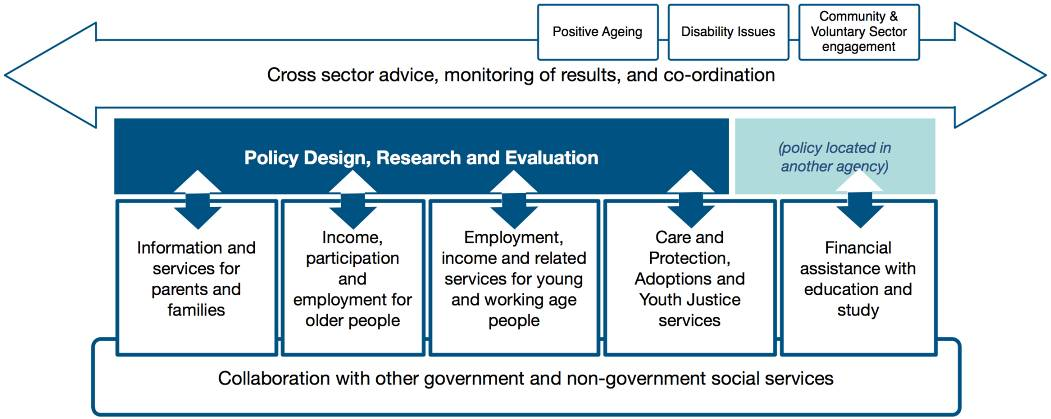 Positive Ageing
Disability Issues
Community &
Voluntary Sector
engagement
Cross sector advice, monitoring of results, and co-ordination
Policy Design, Research and Evaluation
(policy located in
another agency)
Information and
services for
parents and
families
Income,
participation
and
employment for
older people
Employment,
income and related
services for young
and working age
people
Care and
Protection,
Adoptions and
Youth Justice
services
Financial
assistance with
education and
study
Collaboration with other government and non-government social services